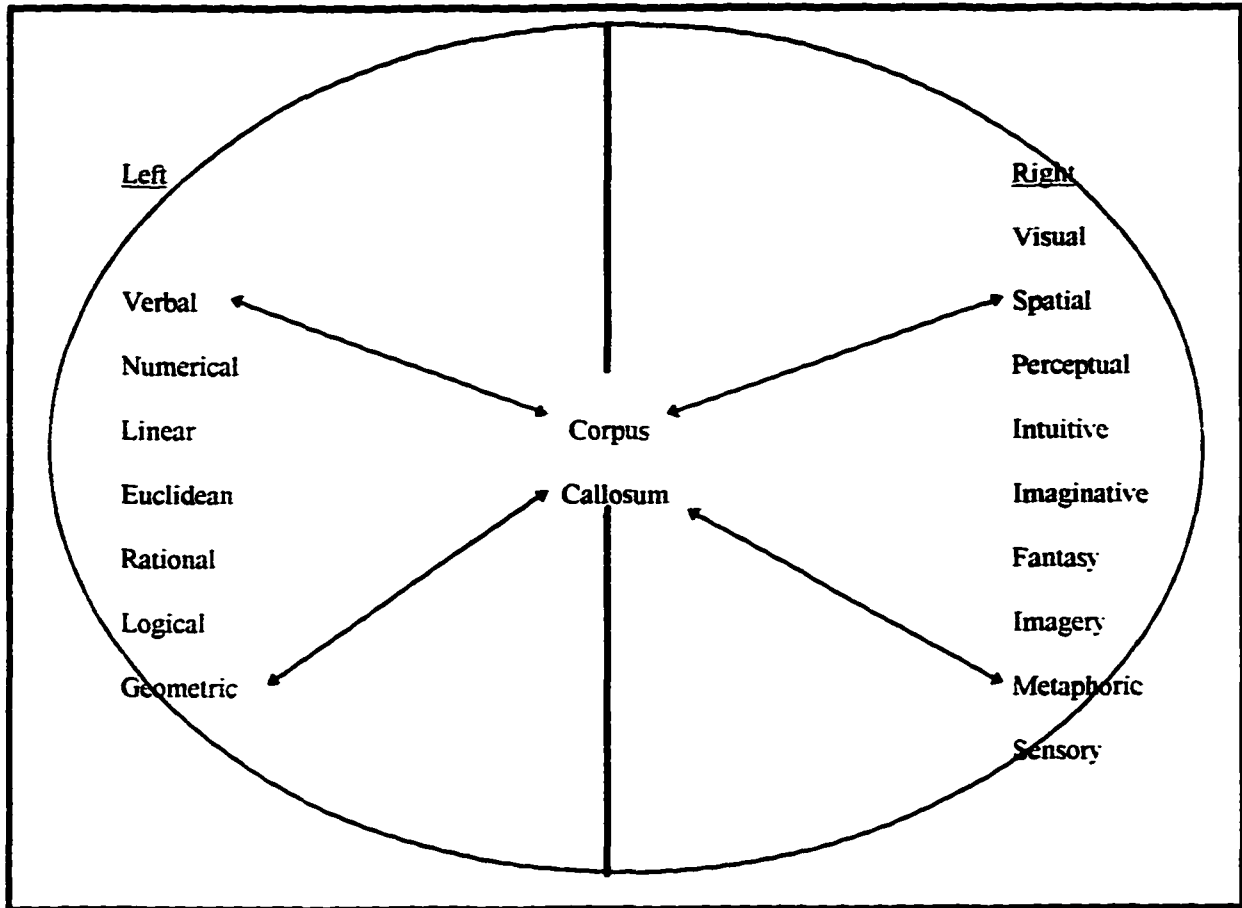 Left
Verbal
Numerical
Linear
Euclidean
Rational
Logical
Geometric
Corpus
Callosum
Right
Visual
Spatial
Perceptual
Intuitive
Imaginative
Fantasy
Imagery
Metaphoric
Sensory